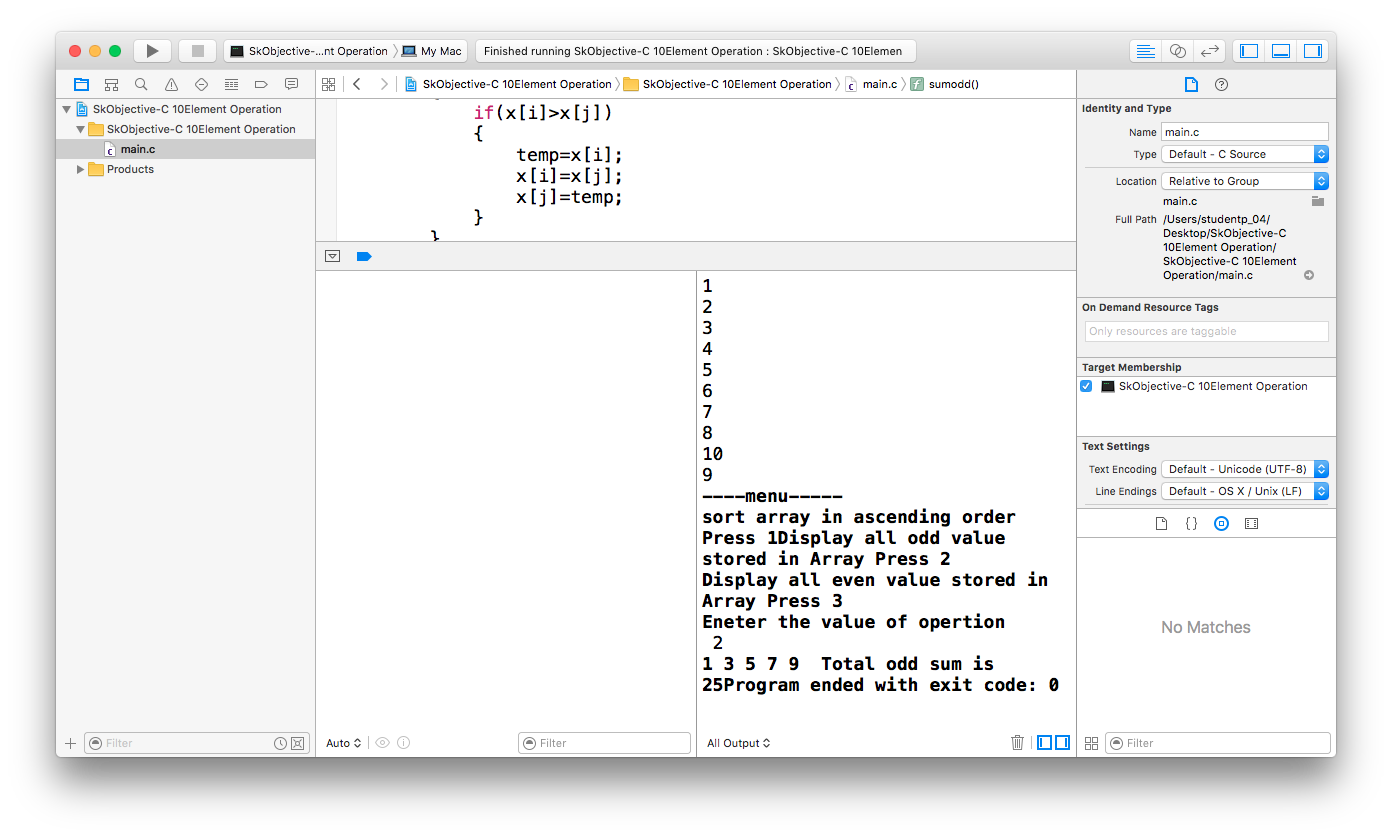 SkObjective-...nt Operation
My Mac
Finished running SkObjective-C 10Element Operation : SkObjective-C 10Elemen
SkObjective-C 10Element Operation
SkObjective-C 10Element Operation
main.c
sumodd()
SkObjective-C 10Element Operation
SkObjective-C 10Element Operation
main.c
Products
if(x[i]>x[j])
{
temp=x[i];
x[i]=x[j];
x[j]=temp;
}
}
1
2
3
4
5
6
7
8
10
9
----menu-----
sort array in ascending order
Press 1Display all odd value
stored in Array Press 2
Display all even value stored in
Array Press 3
Eneter the value of opertion
2
1 3 5 7 9  Total odd sum is
25Program ended with exit code: 0
Filter
Auto
Filter
All Output
Identity and Type
Name main.c
Type Default - C Source
Location Relative to Group
main.c
Full Path /Users/studentp_04/
Desktop/SkObjective-C
10Element Operation/
SkObjective-C 10Element
Operation/main.c
On Demand Resource Tags
Only resources are taggable
Target Membership
SkObjective-C 10Element Operation
Text Settings
Text Encoding Default - Unicode (UTF-8)
Line Endings Default - OS X / Unix (LF)
{}
No Matches
Filter